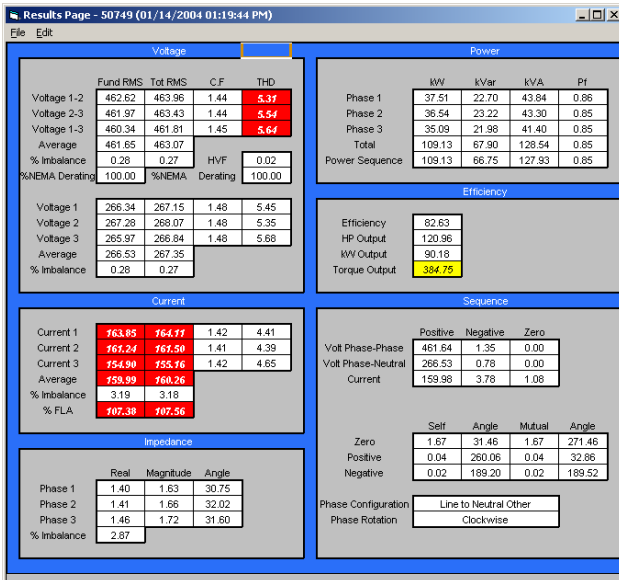 Results Page - 50749 (01/14/2004 01:19:44 PM)
File Edit
Voltage
Fund RMS Tot RMS C.F THD
Voltage 1-2 462.62 463.96 1.44 5.31
Voltage 2-3 461.97 463.43 1.44 5.54
Voltage 1-3 460.34 461.81 1.45 5.64
Average 461.65 463.07
% Imbalance 0.28 0.27 HVF 0.02
%NEMA Derating 100.00 %NEMA Derating 100.00
Voltage 1 266.34 267.15 1.48 5.45
Voltage 2 267.28 268.07 1.48 5.35
Voltage 3 265.97 266.84 1.48 5.68
Average 266.53 267.35
% Imbalance 0.28 0.27
Current
Current 1 163.85 164.11 1.42 4.41
Current 2 161.24 161.50 1.41 4.39
Current 3 154.90 155.16 1.42 4.65
Average 159.99 160.26
% Imbalance 3.19 3.18
% FLA 107.38 107.56
Impedance
Real Magnitude Angle
Phase 1 1.40 1.63 30.75
Phase 2 1.41 1.66 32.02
Phase 3 1.46 1.72 31.60
% Imbalance 2.87
Power
kW kVar kVA Pf
Phase 1 37.51 22.70 43.84 0.86
Phase 2 36.54 23.22 43.30 0.85
Phase 3 35.09 21.98 41.40 0.85
Total 109.13 67.90 128.54 0.85
Power Sequence 109.13 66.75 127.93 0.85
Efficiency
Efficiency 82.63
HP Output 120.96
kW Output 90.18
Torque Output 384.75
Sequence
Positive Negative Zero
Volt Phase-Phase 461.64 1.35 0.00
Volt Phase-Neutral 266.53 0.78 0.00
Current 159.98 3.78 1.08
Self Angle Mutual Angle
Zero 1.67 31.46 1.67 271.46
Positive 0.04 260.06 0.04 32.86
Negative 0.02 189.20 0.02 189.52
Phase Configuration Line to Neutral Other
Phase Rotation Clockwise